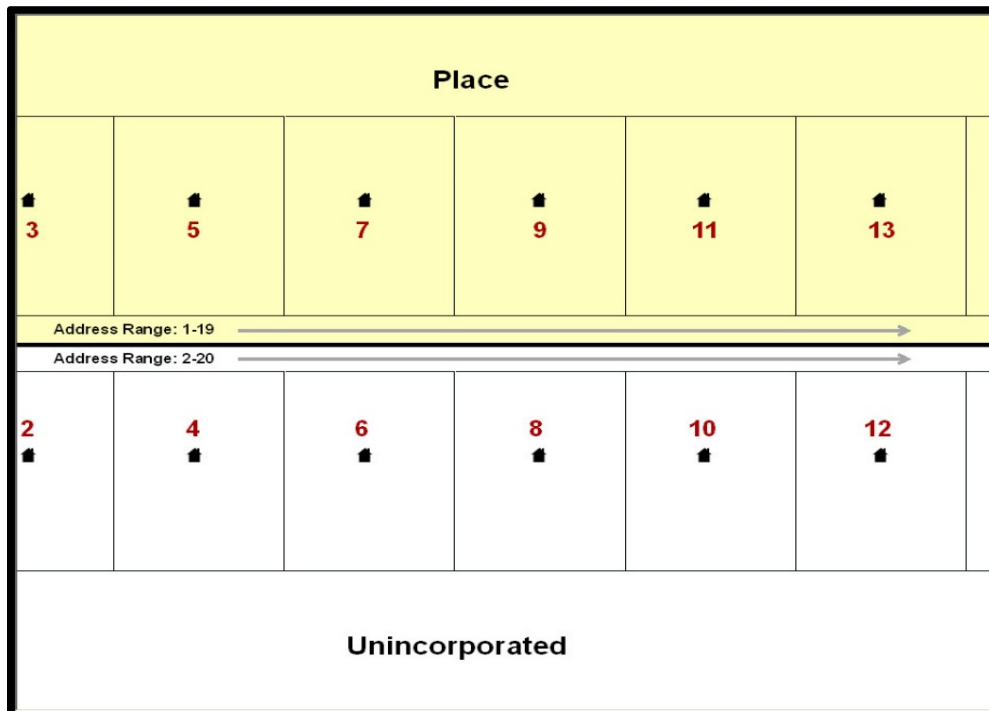 Place
3 5 7 9 11 13
Address Range: 1-19
Address Range: 2-20
2 4 6 8 10 12
Unincorporated